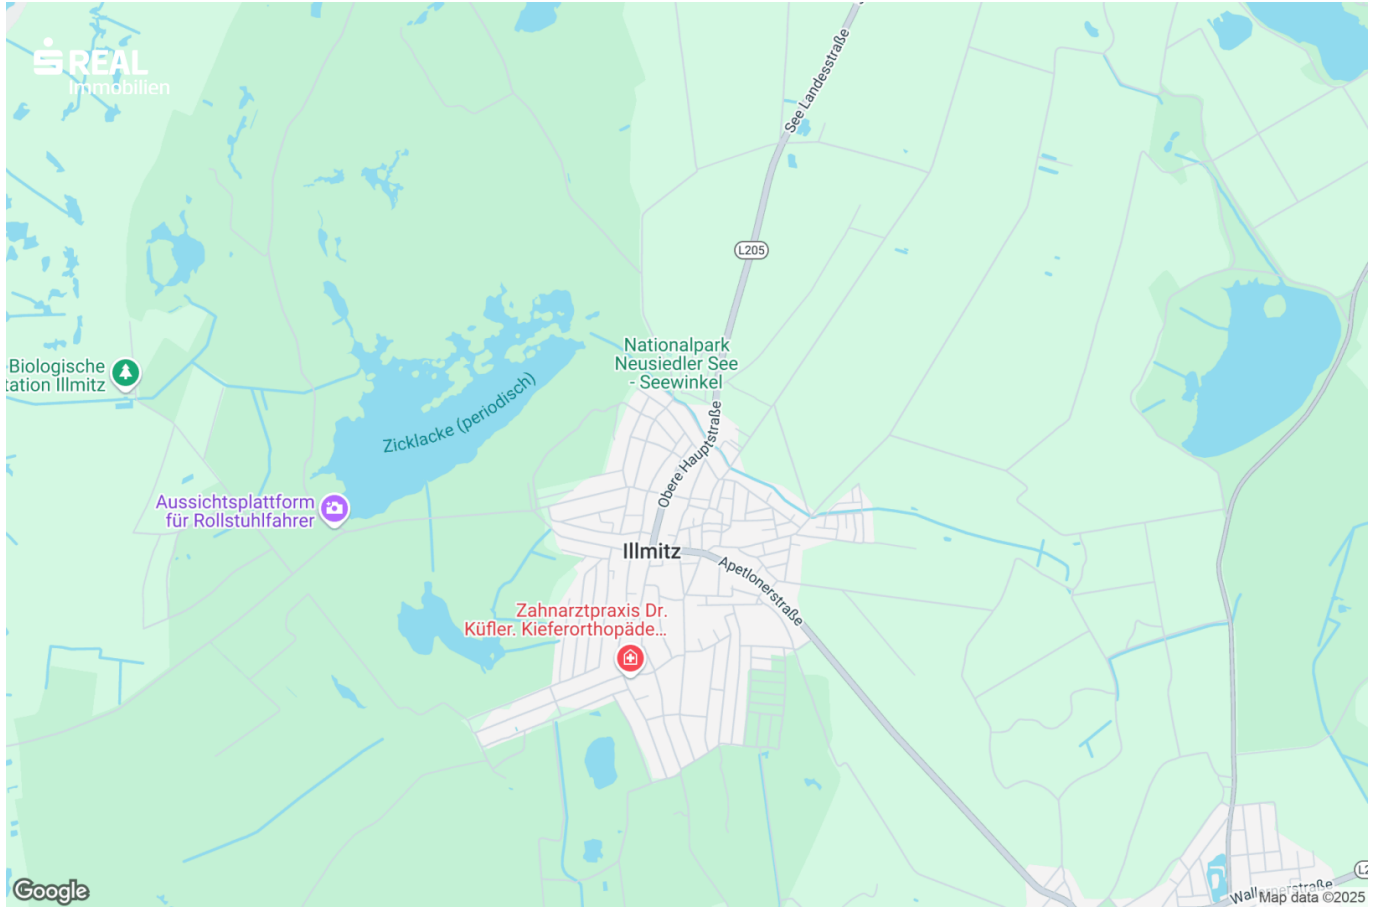 S REAL
Immobilien
See Landesstraße
L205
Nationalpark
Neusiedler See
- Seewinkel
Biologische
tation Illmitz
Zicklacke (periodisch)
Obere Hauptstraße
Aussichtsplattform
für Rollstuhlfahrer
Illmitz
Apetlonerstraße
Zahnarztpraxis Dr.
Küfler. Kieferorthopäde...
Google
Map data ©2025